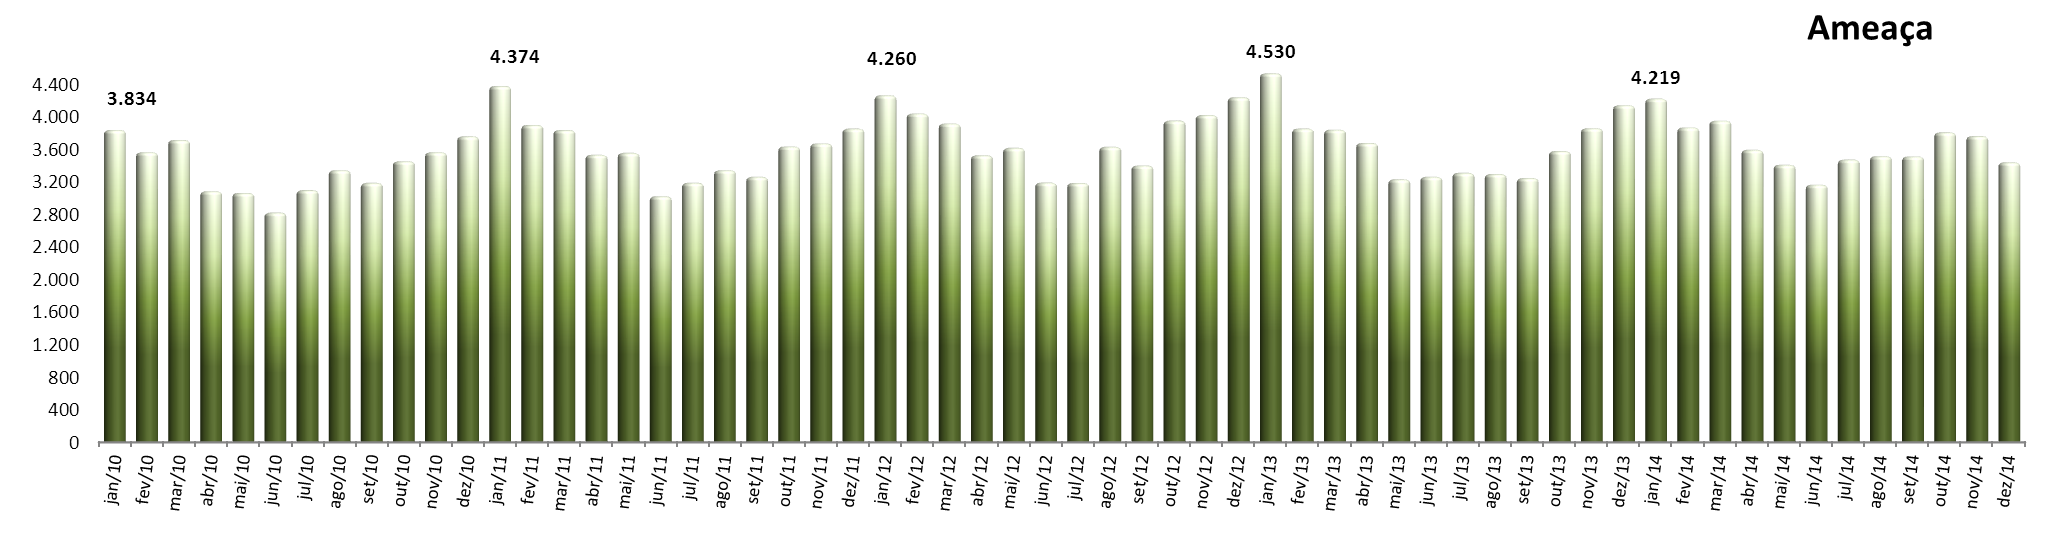 Ameaça
3.834
4.374
4.260
4.530
4.219
4.400
4.000
3.600
3.200
2.800
2.400
2.000
1.600
1.200
800
400
0
jan/10
fev/10
mar/10
abr/10
mai/10
jun/10
jul/10
ago/10
set/10
out/10
nov/10
dez/10
jan/11
fev/11
mar/11
abr/11
mai/11
jun/11
jul/11
ago/11
set/11
out/11
nov/11
dez/11
jan/12
fev/12
mar/12
abr/12
mai/12
jun/12
jul/12
ago/12
set/12
out/12
nov/12
dez/12
jan/13
fev/13
mar/13
abr/13
mai/13
jun/13
jul/13
ago/13
set/13
out/13
nov/13
dez/13
jan/14
fev/14
mar/14
abr/14
mai/14
jun/14
jul/14
ago/14
set/14
out/14
nov/14
dez/14